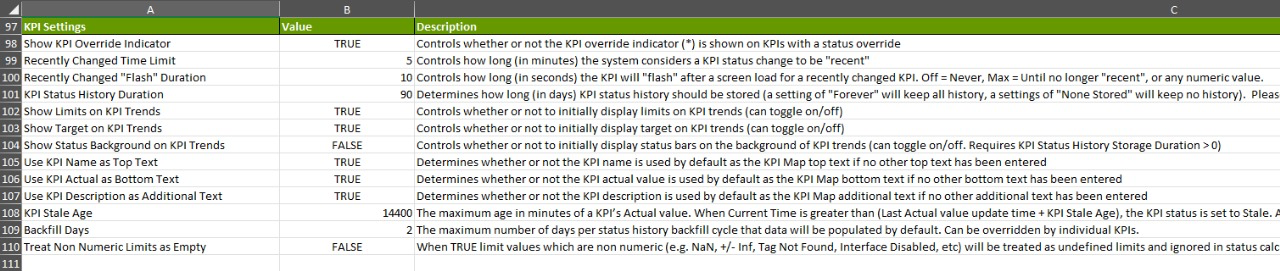 A B C
97 KPI Settings Value Description
98 Show KPI Override Indicator TRUE Controls whether or not the KPI override indicator (*) is shown on KPIs with a status override
99 Recently Changed Time Limit 5 Controls how long (in minutes) the system considers a KPI status change to be "recent"
100 Recently Changed "Flash" Duration 10 Controls how long (in seconds) the KPI will "flash" after a screen load for a recently changed KPI. Off = Never, Max = Until no longer "recent", or any numeric value.
101 KPI Status History Duration 90 Determines how long (in days) KPI status history should be stored (a setting of "Forever" will keep all history, a settings of "None Stored" will keep no history). Pleas
102 Show Limits on KPI Trends TRUE Controls whether or not to initially display limits on KPI trends (can toggle on/off)
103 Show Target on KPI Trends TRUE Controls whether or not to initially display target on KPI trends (can toggle on/off)
104 Show Status Background on KPI Trends FALSE Controls whether or not to initially display status bars on the background of KPI trends (can toggle on/off. Requires KPI Status History Storage Duration > 0)
105 Use KPI Name as Top Text TRUE Determines whether or not the KPI name is used by default as the KPI Map top text if no other top text has been entered
106 Use KPI Actual as Bottom Text TRUE Determines whether or not the KPI actual value is used by default as the KPI Map bottom text if no other bottom text has been entered
107 Use KPI Description as Additional Text TRUE Determines whether or not the KPI description is used by default as the KPI Map additional text if no other additional text has been entered
108 KPI Stale Age 14400 The maximum age in minutes of a KPI's Actual value. When Current Time is greater than (Last Actual value update time + KPI Stale Age), the KPI status is set to Stale. A
109 Backfill Days 2 The maximum number of days per status history backfill cycle that data will be populated by default. Can be overridden by individual KPIs.
110 Treat Non Numeric Limits as Empty FALSE When TRUE limit values which are non numeric (e.g. NaN, +/- Inf, Tag Not Found, Interface Disabled, etc) will be treated as undefined limits and ignored in status calc
111